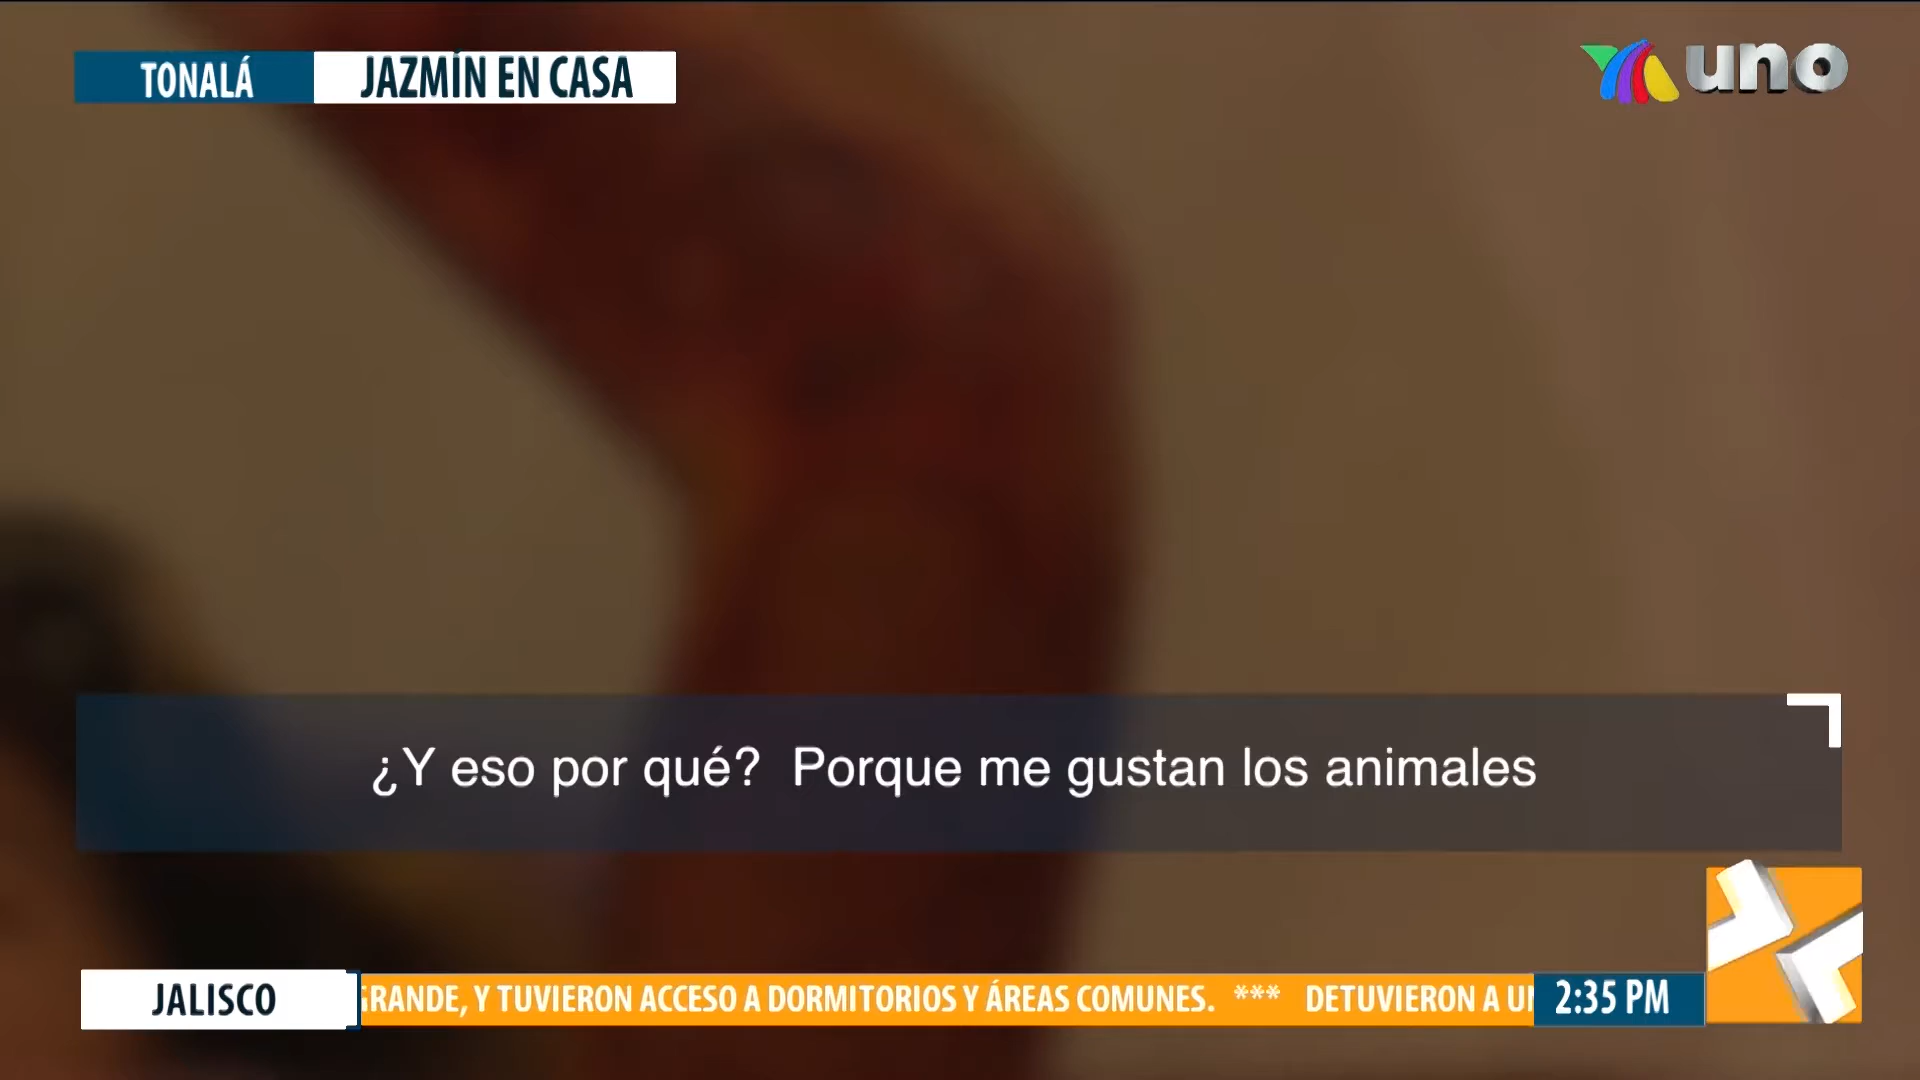 TONALÁ
JAZMÍN EN CASA
uno
¿Y eso por qué? Porque me gustan los animales
JALISCO
GRANDE, Y TUVIERON ACCESO A DORMITORIOS Y ÁREAS COMUNES. *** DETUVIERON A
2:35 PM